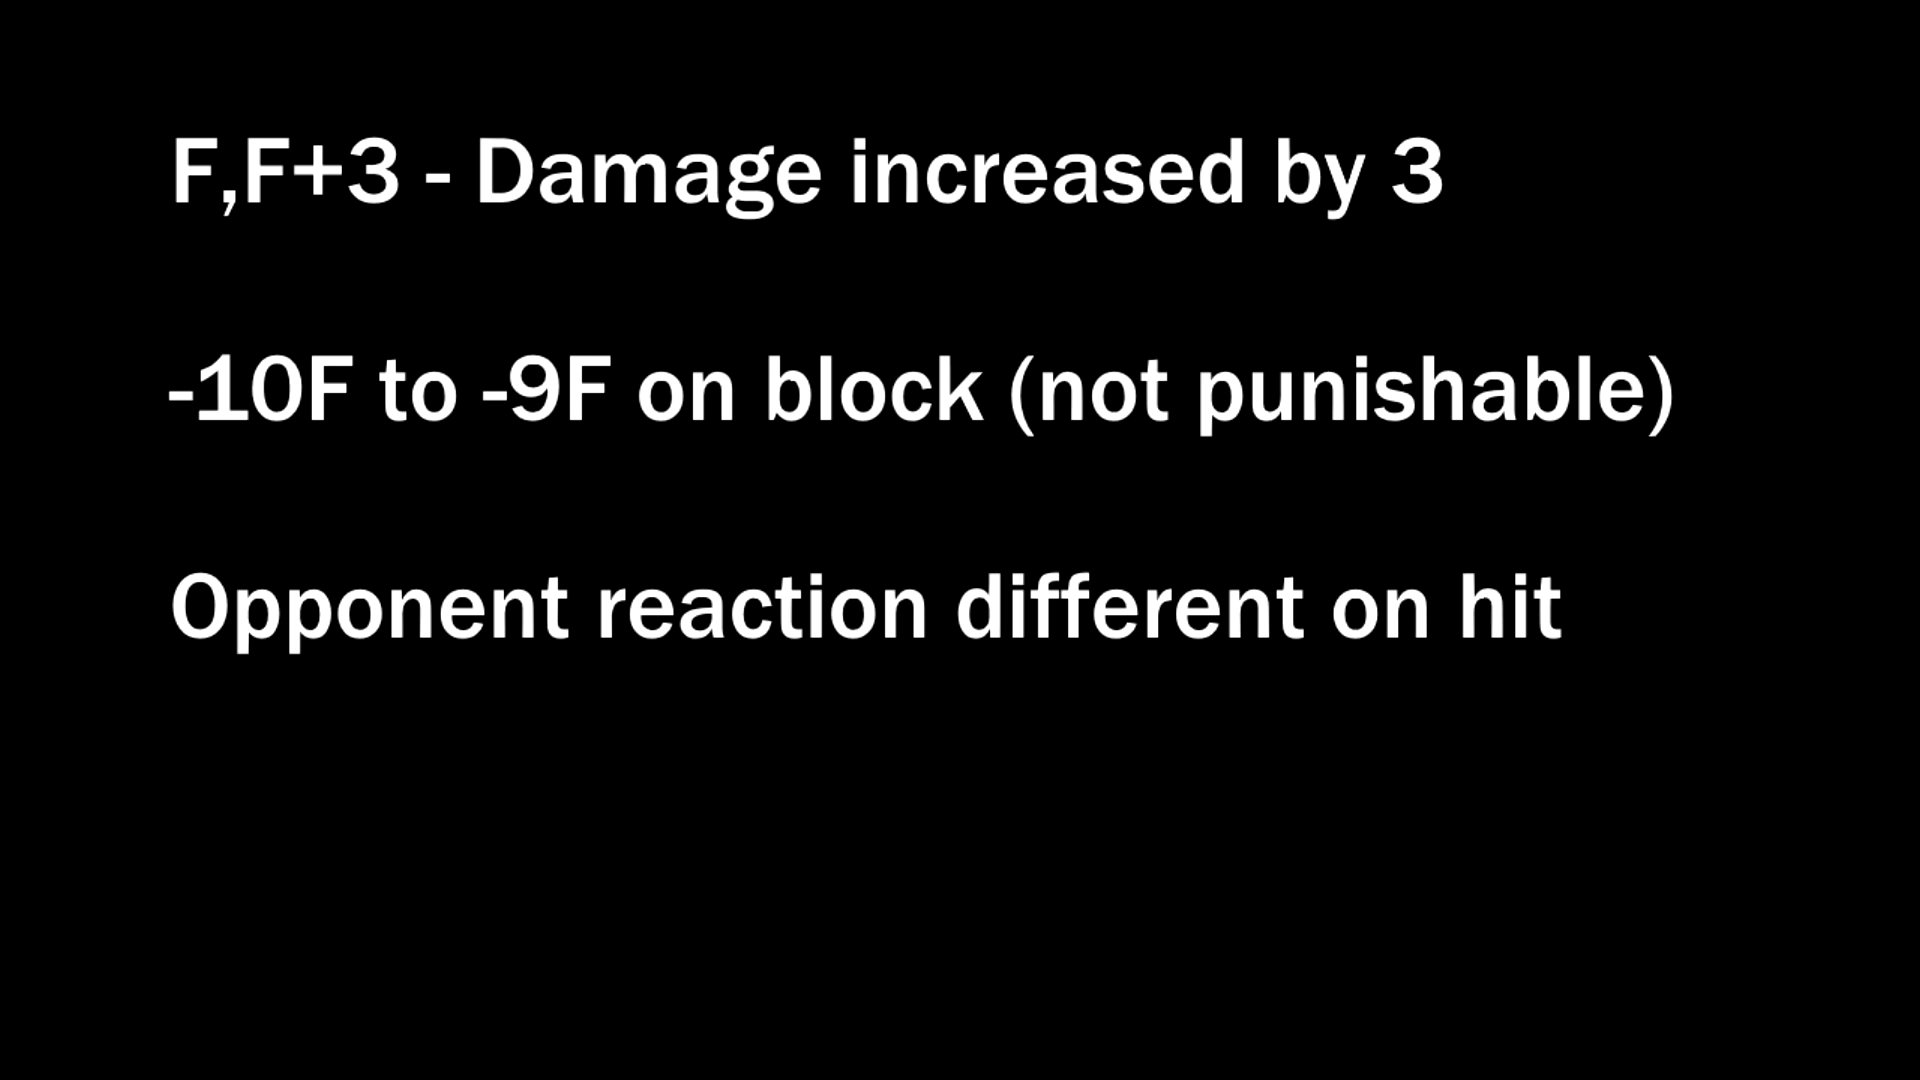 F,F+3 - Damage increased by 3
-10F to -9F on block (not punishable)
Opponent reaction different on hit